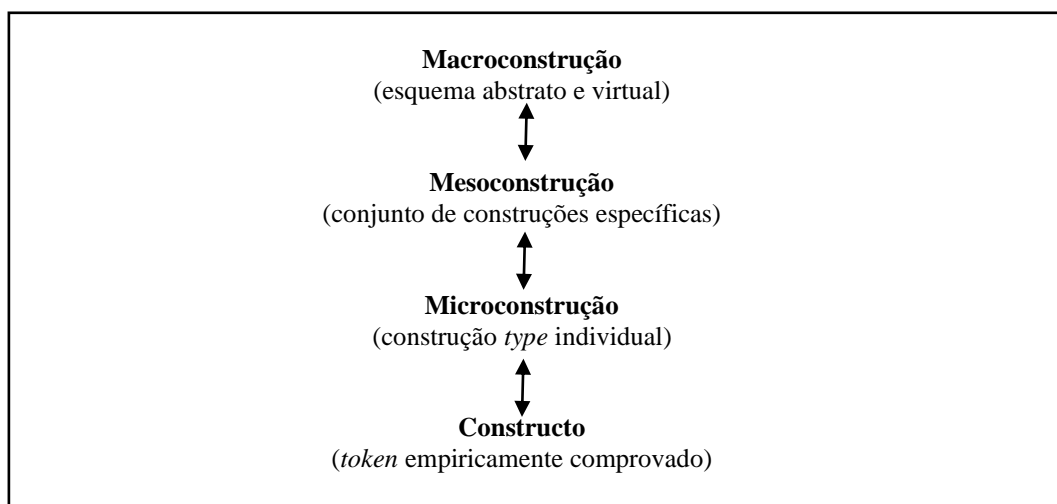 Macroconstrução
(esquema abstrato e virtual)
Mesoconstrução
(conjunto de construções específicas)
Microconstrução
(construção type individual)
Constructo
(token empiricamente comprovado)